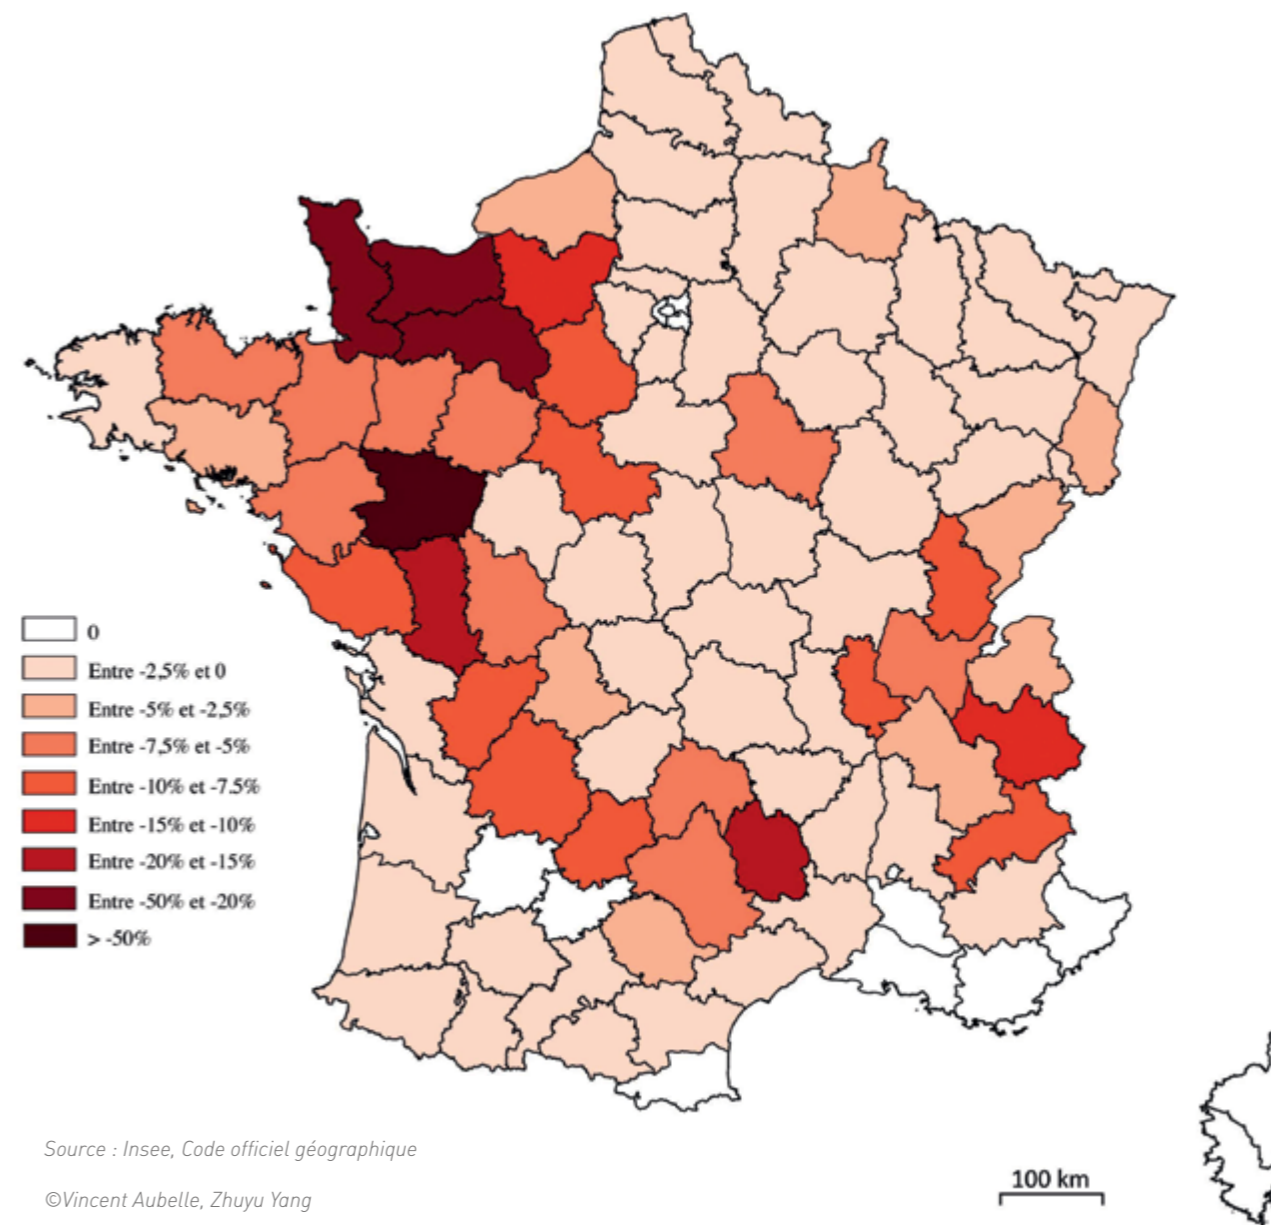 0
Entre -2,5% et 0
Entre -5% et -2,5%
Entre -7,5% et -5%
Entre -10% et -7.5%
Entre -15% et -10%
Entre -20% et -15%
Entre -50% et -20%
> -50%
Source : Insee, Code officiel géographique
©Vincent Aubelle, Zhuyu Yang
100 km